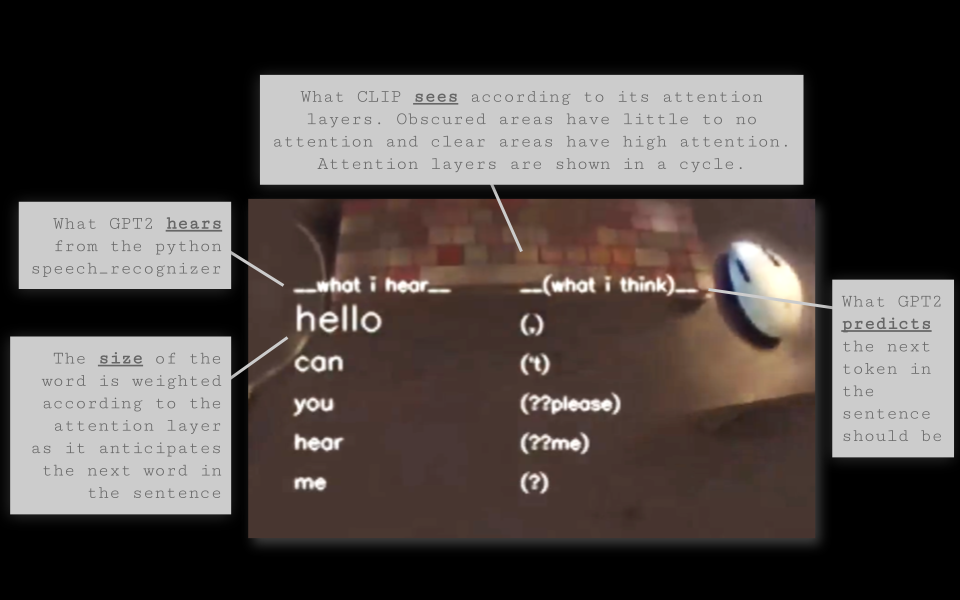 What CLIP sees according to its attention
layers. Obscured areas have little to no
attention and clear areas have high attention.
Attention layers are shown in a cycle.
What GPT2 hears
from the python
speech_recognizer
The size of the
word is weighted
according to the
attention layer
as it anticipates
the next word in
the sentence
__what i hear__ __(what i think)__
hello (,)
can ('t)
you (??please)
hear (??me)
me (?)
What GPT2
predicts
the next
token in
the
sentence
should be